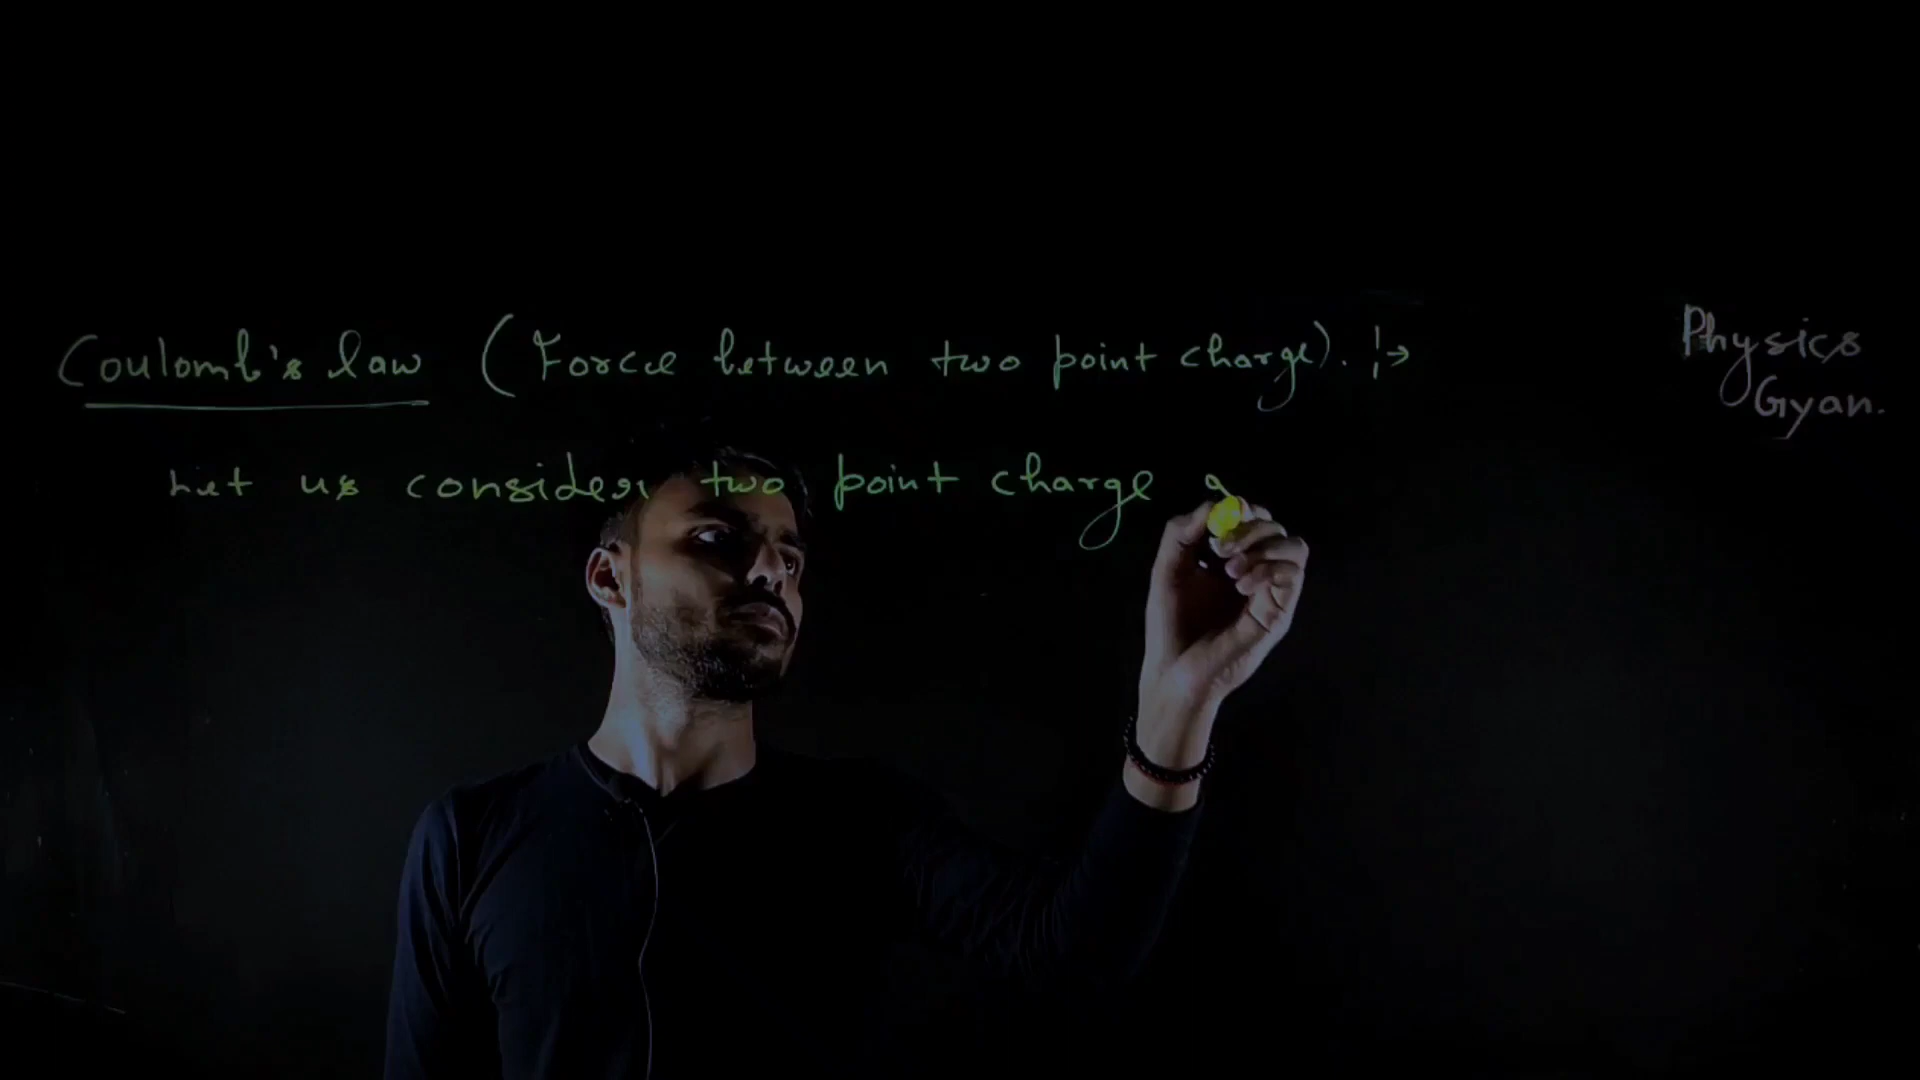 Coulomb's law (Force between two point charge). :->
Let us consider two point charge q
Physics
Gyan.